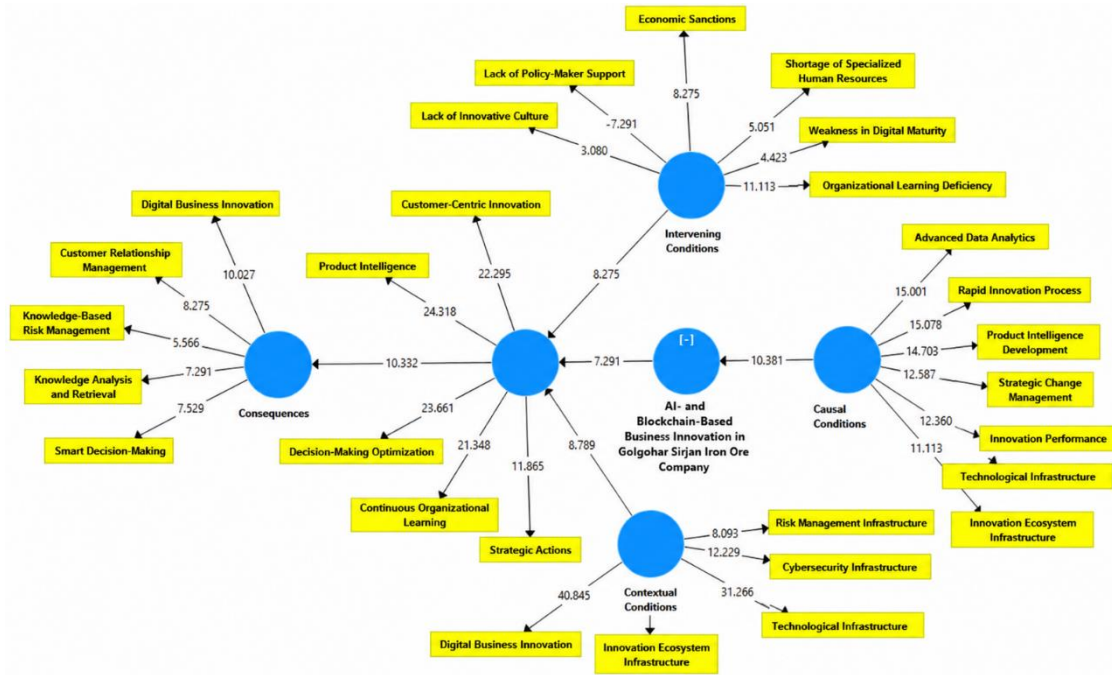 Economic Sanctions
Lack of Policy-Maker Support
Shortage of Specialized
Human Resources
8.275
Lack of Innovative Culture
-7.291
5.051
Weakness in Digital Maturity
3.080
4.423
11.113
Organizational Learning Deficiency
Digital Business Innovation
Customer-Centric Innovation
Intervening
Conditions
Advanced Data Analytics
Customer Relationship
Management
Product Intelligence
10.027
22.295
8.275
15.001
Rapid Innovation Process
8.275
24.318
15.078
Knowledge-Based
Risk Management
5.566
[-]
14.703
Product Intelligence
Development
10.332
7.291
10.381
Knowledge Analysis
and Retrieval
7.291
12.587
Strategic Change
Management
7.529
Consequences
23.661
AI- and
Blockchain-Based
Business Innovation in
Golgohar Sirjan Iron Ore
Company
Causal
Conditions
12.360
Innovation Performance
Smart Decision-Making
Decision-Making Optimization
21.348
8.789
11.113
11.865
Technological Infrastructure
Continuous Organizational
Learning
Risk Management Infrastructure
Innovation Ecosystem
Infrastructure
8.093
Strategic Actions
12.229
Cybersecurity Infrastructure
40.845
Contextual
Conditions
31.266
Technological Infrastructure
Digital Business Innovation
Innovation Ecosystem
Infrastructure